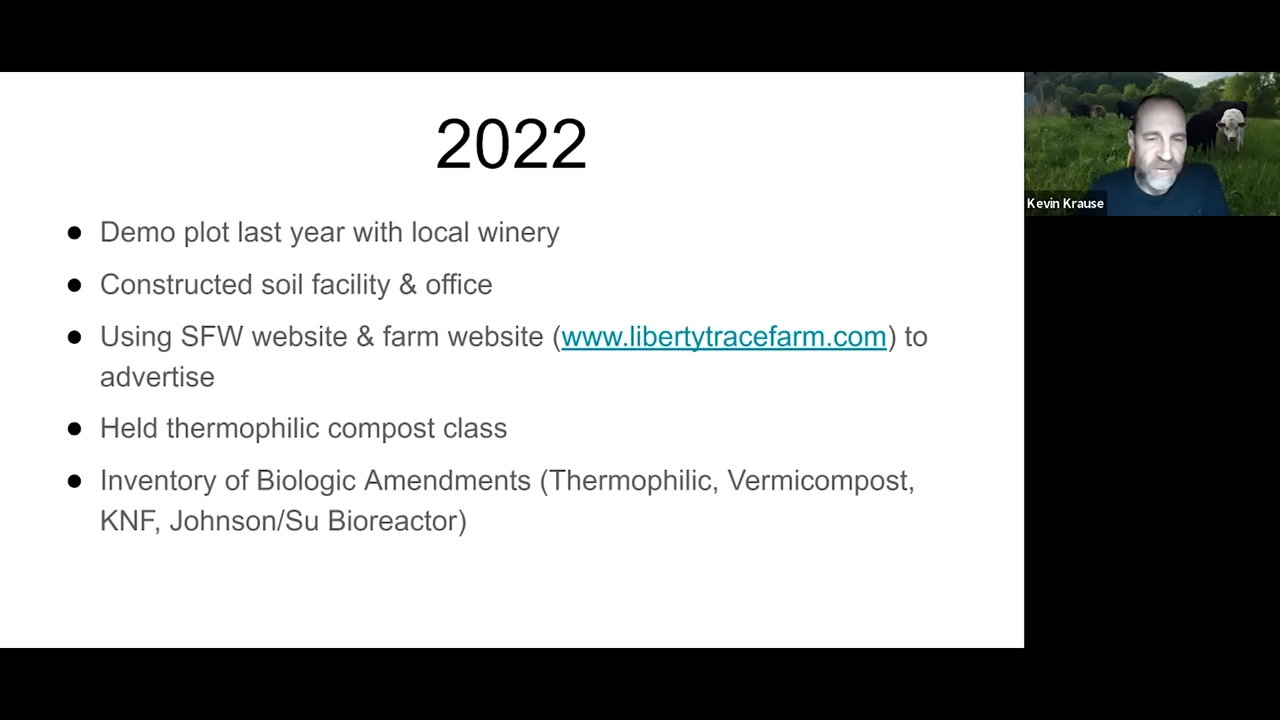 2022
● Demo plot last year with local winery
● Constructed soil facility & office
● Using SFW website & farm website (www.libertytracefarm.com) to
advertise
● Held thermophilic compost class
● Inventory of Biologic Amendments (Thermophilic, Vermicompost,
KNF, Johnson/Su Bioreactor)
Kevin Krause